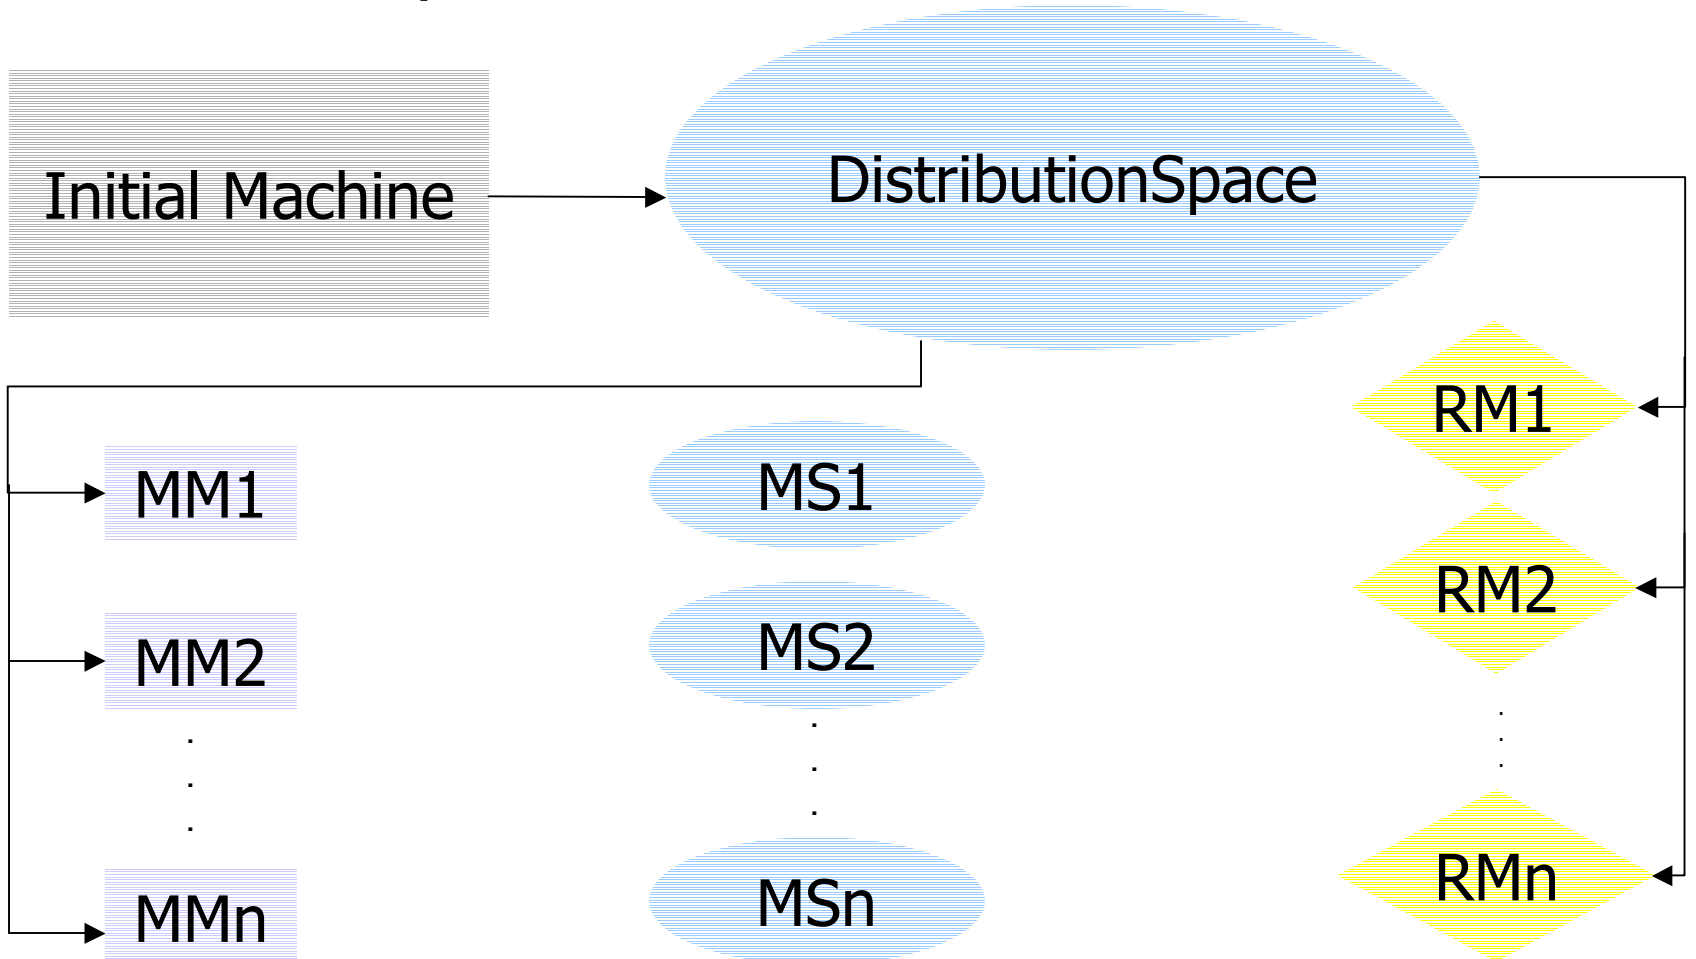 Initial Machine
DistributionSpace
MM1
MS1
RM1
MM2
MS2
RM2
.
.
.
.
.
.
.
.
.
MMn
MSn
RMn